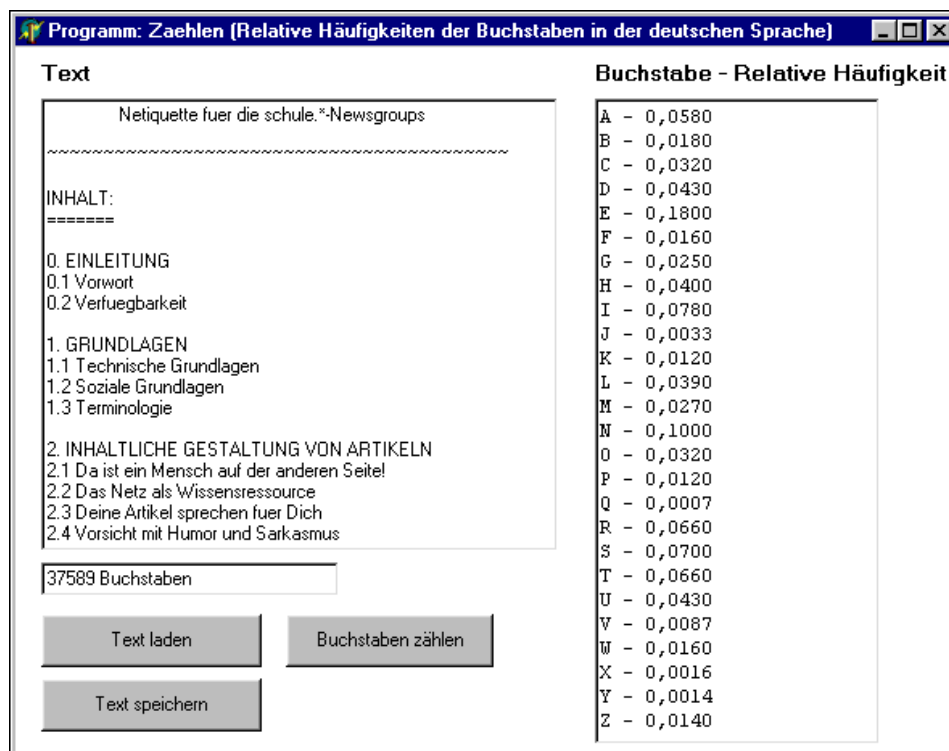 Programm: Zaehlen (Relative Häufigkeiten der Buchstaben in der deutschen Sprache)
Text
Netiquette fuer die schule.*-Newsgroups
~~~~~~~~~~~~~~~~~~~~~~~~~~~~~~~~~~~~~~~~~
INHALT:
=======
0. EINLEITUNG
0.1 Vorwort
0.2 Verfuegbarkeit
1. GRUNDLAGEN
1.1 Technische Grundlagen
1.2 Soziale Grundlagen
1.3 Terminologie
2. INHALTLICHE GESTALTUNG VON ARTIKELN
2.1 Da ist ein Mensch auf der anderen Seite!
2.2 Das Netz als Wissensressource
2.3 Deine Artikel sprechen fuer Dich
2.4 Vorsicht mit Humor und Sarkasmus
37589 Buchstaben
Text laden
Buchstaben zählen
Text speichern
Buchstabe - Relative Häufigkeit
A - 0,0580
B - 0,0180
C - 0,0320
D - 0,0430
E - 0,1800
F - 0,0160
G - 0,0250
H - 0,0400
I - 0,0780
J - 0,0033
K - 0,0120
L - 0,0390
M - 0,0270
N - 0,1000
O - 0,0320
P - 0,0120
Q - 0,0007
R - 0,0660
S - 0,0700
T - 0,0660
U - 0,0430
V - 0,0087
W - 0,0160
X - 0,0016
Y - 0,0014
Z - 0,0140